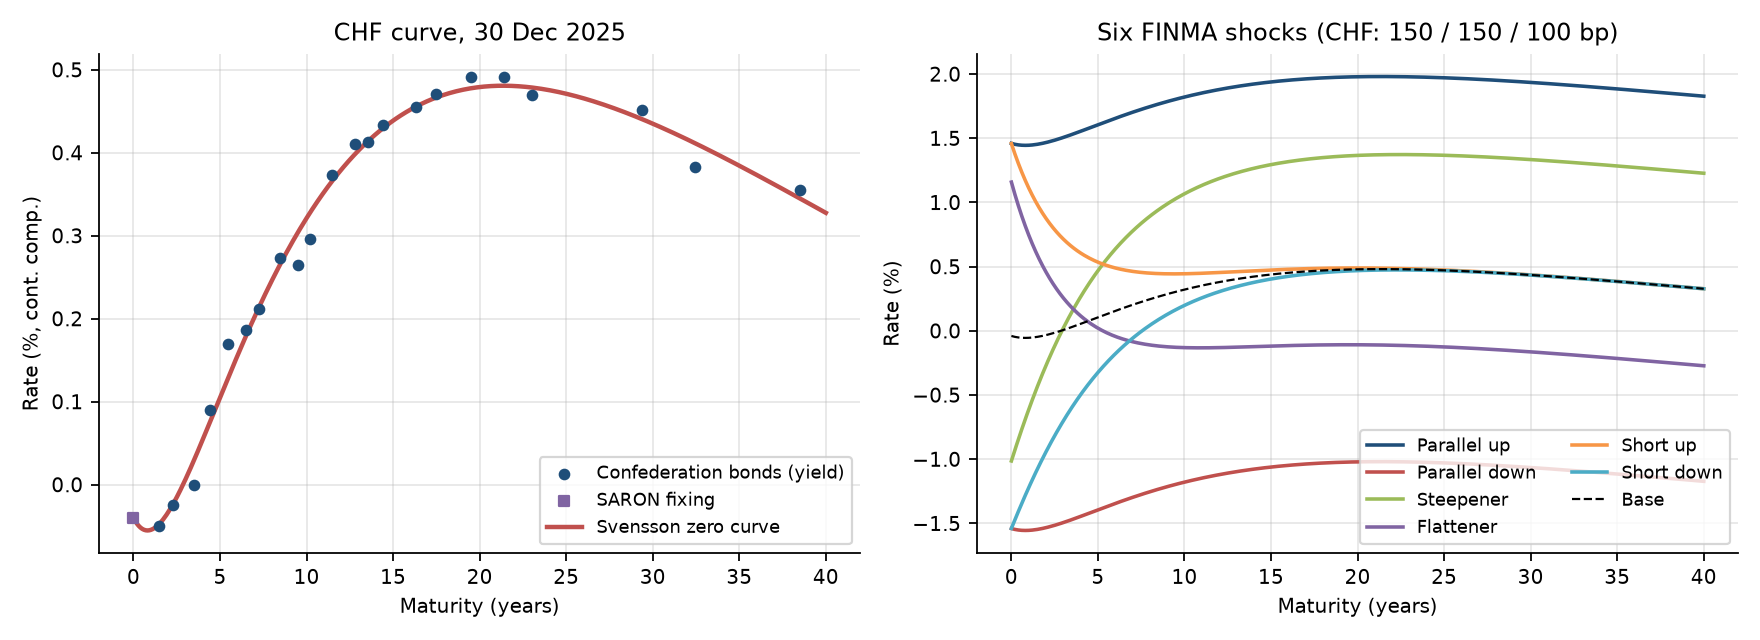 CHF curve, 30 Dec 2025
Rate (%, cont. comp.)
0.5
0.4
0.3
0.2
0.1
0.0
Confederation bonds (yield)
SARON fixing
Svensson zero curve
0 5 10 15 20 25 30 35 40
Maturity (years)
Six FINMA shocks (CHF: 150 / 150 / 100 bp)
Rate (%)
2.0
1.5
1.0
0.5
0.0
−0.5
−1.0
−1.5
Parallel up
Parallel down
Steepener
Flattener
Short up
Short down
Base
0 5 10 15 20 25 30 35 40
Maturity (years)